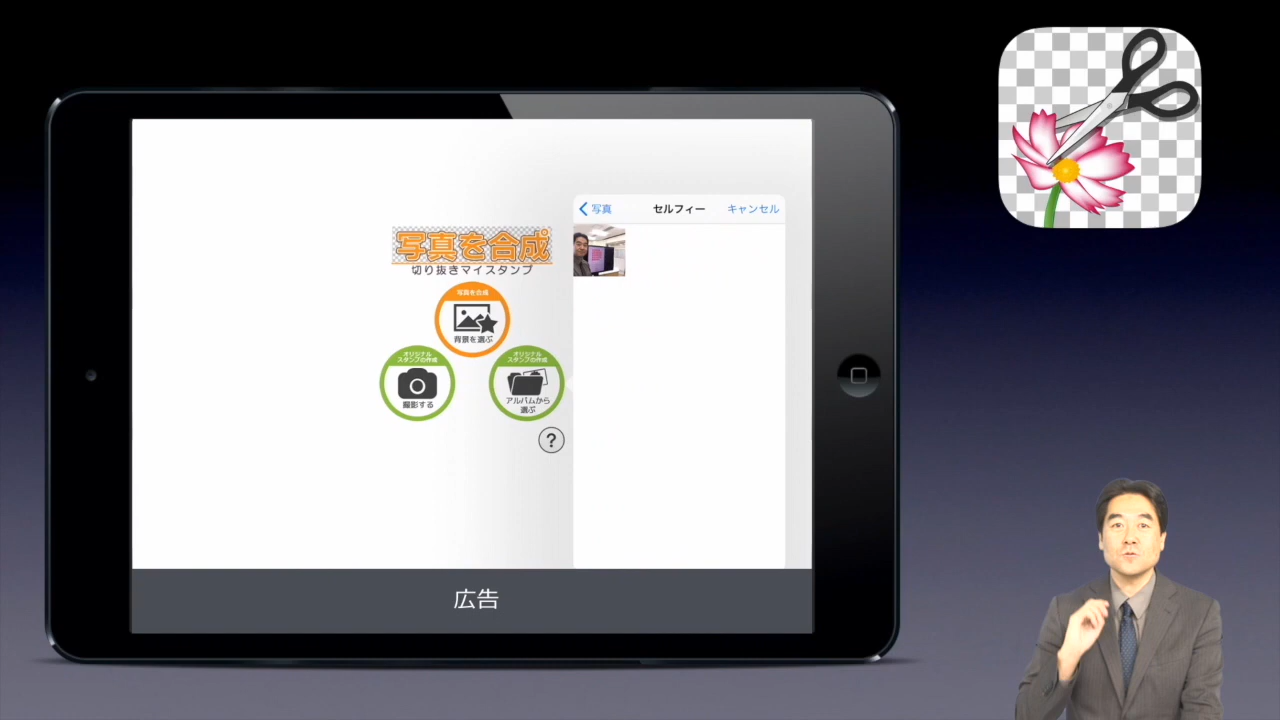 写真
セルフィー
キャンセル
写真を合成
切り抜きマイスタンプ
写真を合成
背景を選ぶ
オリジナル
スタンプの作成
撮影する
オリジナル
スタンプの作成
アルバムから
選ぶ
?
広告